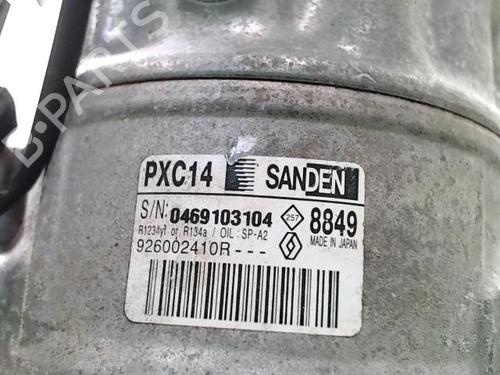 B-PARTS
PXC14 SANDEN
S/N: 0469103104 257 8849
R1234yf or R134a / OIL : SP-A2 MADE IN JAPAN
926002410R - - -